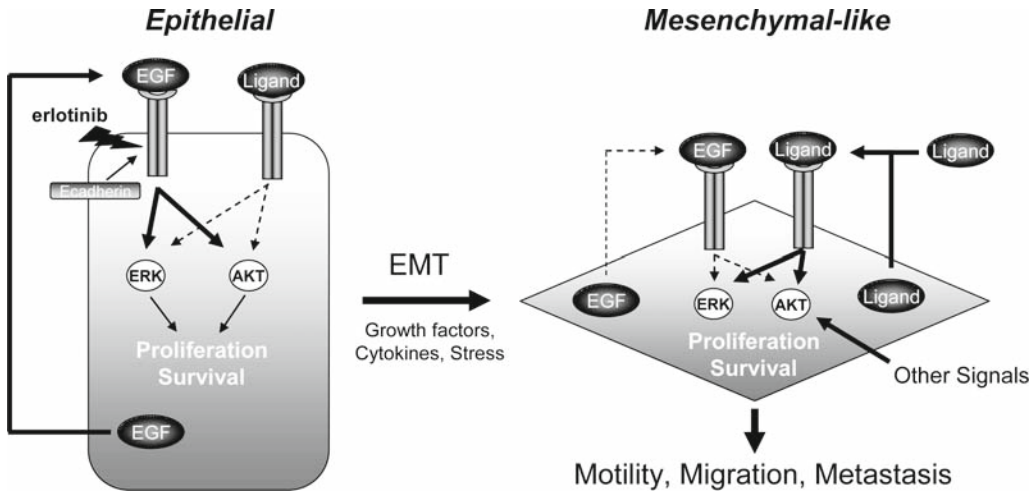 Epithelial
EGF
Ligand
erlotinib
Ecadherin
ERK
AKT
Proliferation
Survival
EGF
EMT
Growth factors,
Cytokines, Stress
Mesenchymal-like
EGF
Ligand
Ligand
EGF
ERK
AKT
Ligand
Proliferation
Survival
Other Signals
Motility, Migration, Metastasis